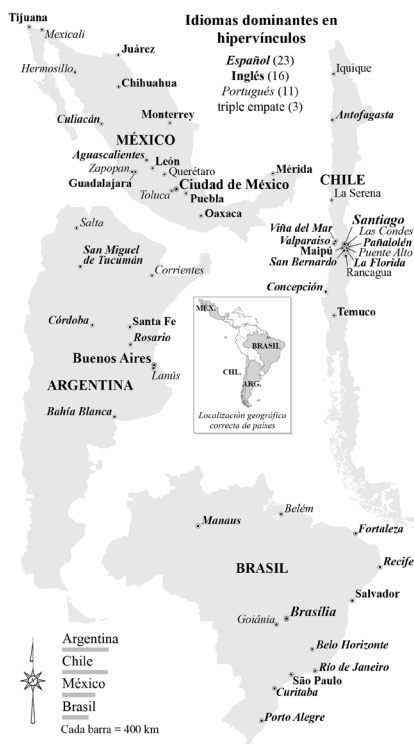 Idiomas dominantes en
hipervínculos
Español (23)
Inglés (16)
Portugués (11)
triple empate (3)
Tijuana
Mexicali
Hermosillo
Juárez
Chihuahua
Culiacán
Monterrey
MÉXICO
Aguascalientes
León
Zapopan
Querétaro
Guadalajara
Toluca
Ciudad de México
Puebla
Oaxaca
Mérida
Iquique
Antofagasta
CHILE
La Serena
Santiago
Viña del Mar
Las Condes
Valparaiso
Pañalolén
Maipú
Puente Alto
San Bernardo
La Florida
Rancagua
Concepción
Temuco
Salta
San Miguel
de Tucumán
Corrientes
Córdoba
Santa Fe
Rosario
Buenos Aires
Lanús
ARGENTINA
Bahía Blanca
MEX.
BRASIL
CHL.
ARG.
Localización geográfica
correcta de países
Belém
Manaus
Fortaleza
Recife
BRASIL
Salvador
Brasília
Goiânia
Belo Horizonte
Río de Janeiro
São Paulo
Curitiba
Porto Alegre
Argentina
Chile
México
Brasil
Cada barra = 400 km